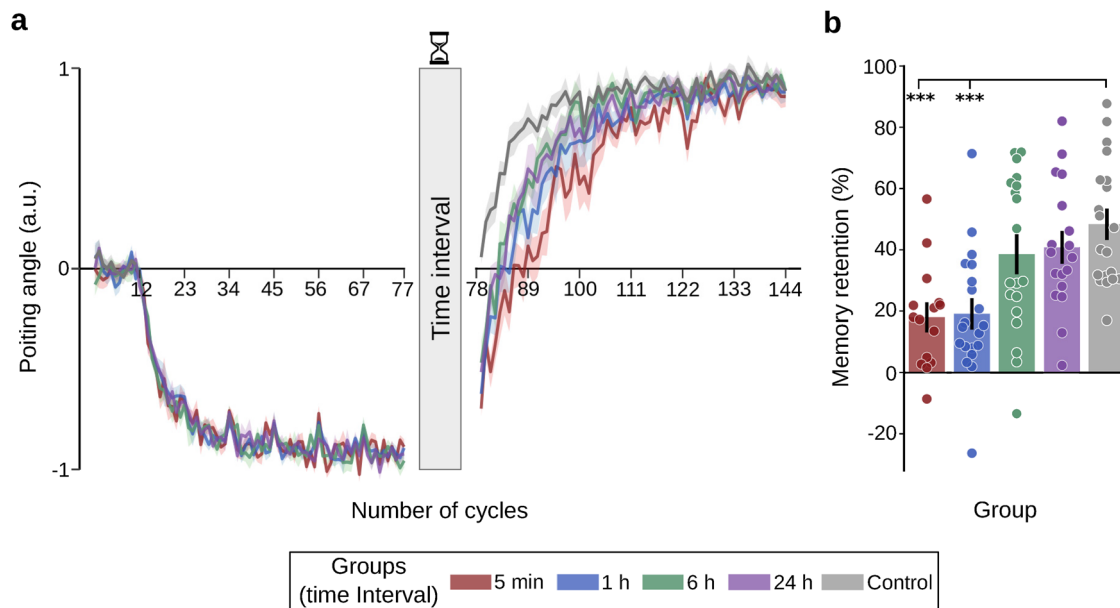 a
b
Poiting angle (a.u.)
1
0
-1
12 23 34 45 56 67 77
Time interval
78 89 100 111 122 133 144
Number of cycles
Memory retention (%)
100
80
60
40
20
0
-20
*** ***
Group
Groups
(time Interval)
5 min 1 h 6 h 24 h Control